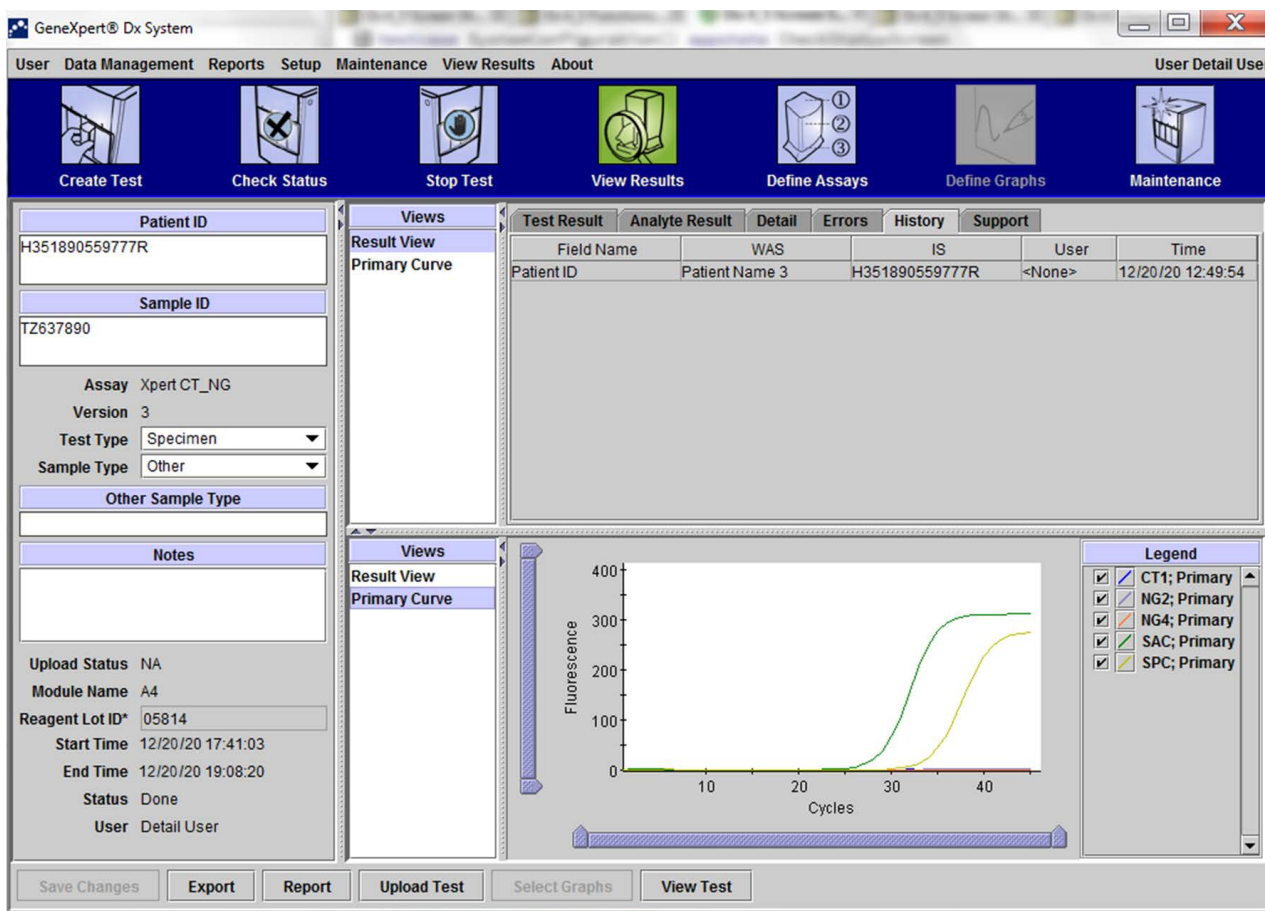 GeneXpert® Dx System
User Data Management Reports Setup Maintenance View Results About User Detail Use
Create Test Check Status Stop Test View Results Define Assays Define Graphs Maintenance
Patient ID
H351890559777R
Sample ID
TZ637890
Assay Xpert CT_NG
Version 3
Test Type Specimen
Sample Type Other
Other Sample Type
Notes
Upload Status NA
Module Name A4
Reagent Lot ID* 05814
Start Time 12/20/20 17:41:03
End Time 12/20/20 19:08:20
Status Done
User Detail User
Views
Result View
Primary Curve
Test Result Analyte Result Detail Errors History Support
Field Name WAS IS User Time
Patient ID Patient Name 3 H351890559777R <None> 12/20/20 12:49:54
Views
Result View
Primary Curve
Fluorescence
400
300
200
100
0
10 20 30 40
Cycles
Legend
CT1; Primary
NG2; Primary
NG4; Primary
SAC; Primary
SPC; Primary
Save Changes Export Report Upload Test Select Graphs View Test